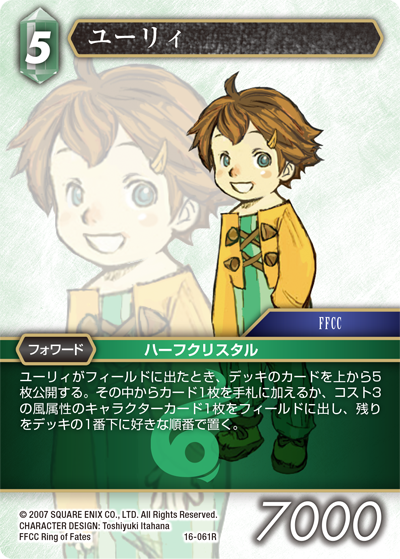 5
ユーリィ
FFCC
フォワード
ハーフクリスタル
ユーリィがフィールドに出たとき、デッキのカードを上から5
枚公開する。その中からカード1枚を手札に加えるか、コスト3
の風属性のキャラクターカード1枚をフィールドに出し、残り
をデッキの1番下に好きな順番で置く。
© 2007 SQUARE ENIX CO., LTD. All Rights Reserved.
CHARACTER DESIGN: Toshiyuki Itahana
FFCC Ring of Fates
16-061R
7000